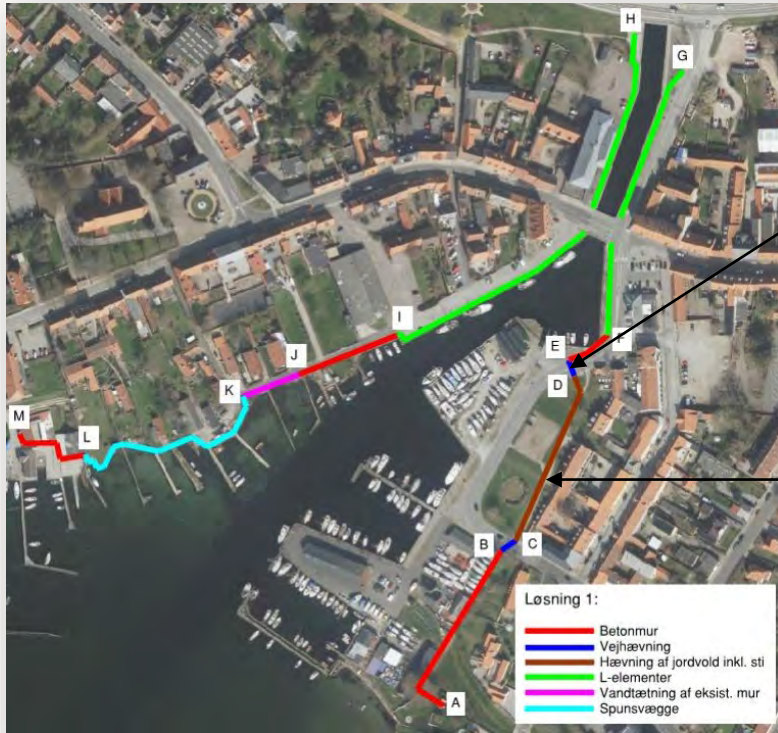 H
G
I
F
E
J
D
K
M
L
B
C
A
Løsning 1:
Betonmur
Vejhævning
Hævning af jordvold inkl. sti
L-elementer
Vandtætning af eksist. mur
Spunsvægge